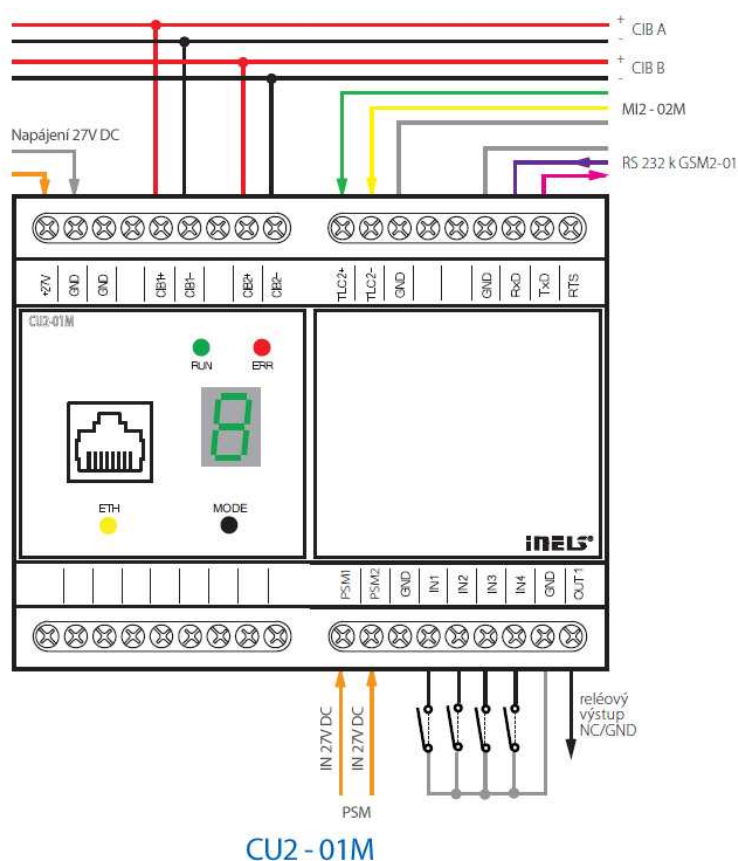 +
CIB A
-
+
CIB B
-
MI2 - 02M
Napájení 27V DC
RS 232 k GSM2-01
+27V GND GND CIB1+ CIB1- CIB2+ CIB2- TLC2+ TLC2- GND GND RxD TxD RTS
CU2-01M
RUN ERR
8
ETH MODE
iNELS®
PSM1 PSM2 GND IN1 IN2 IN3 IN4 GND OUT1
IN 27V DC
IN 27V DC
reléový
výstup
NC/GND
PSM
CU2 - 01M